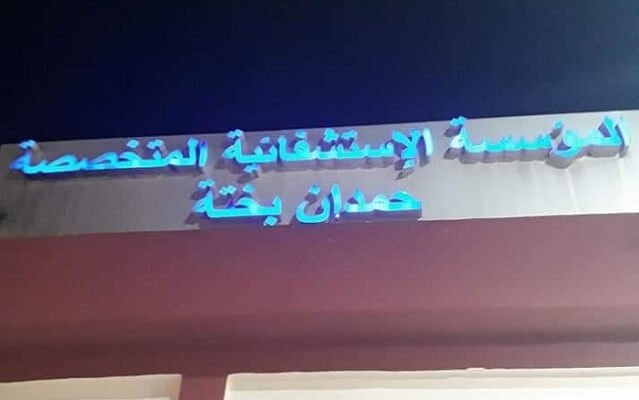 المؤسسة الإستشفائية المتخصصة
حمدان بختة